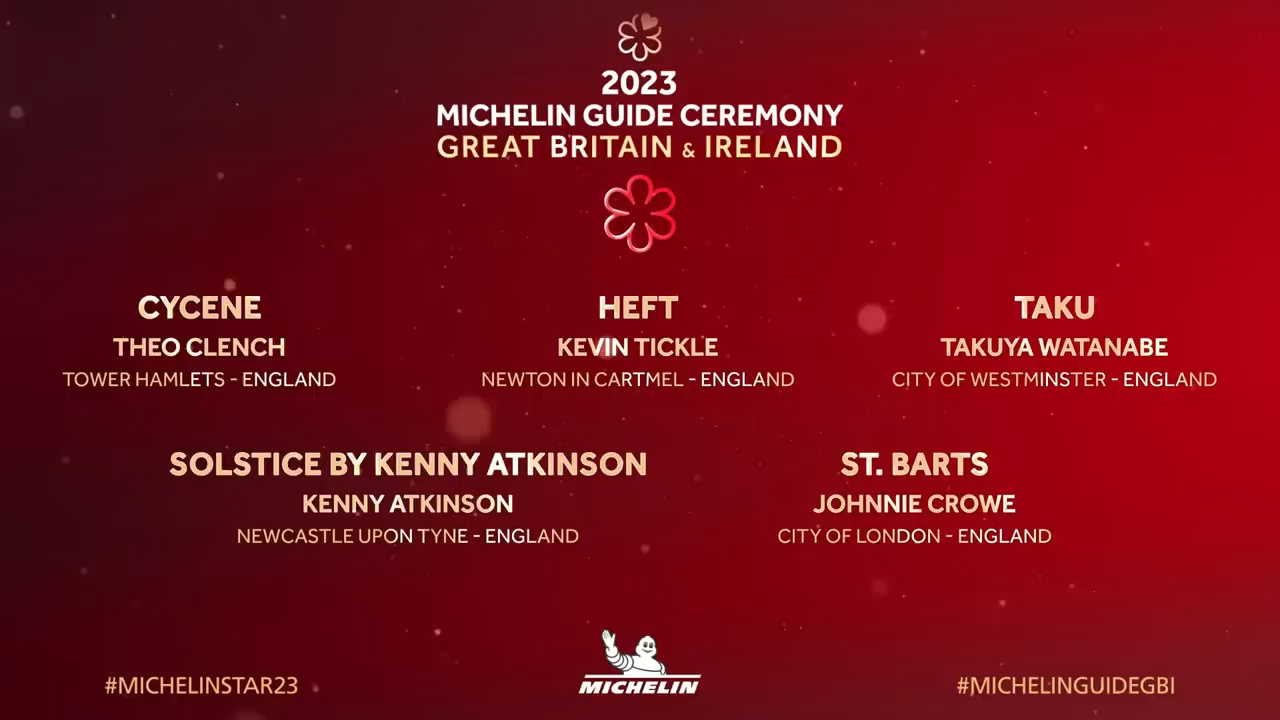 2023
MICHELIN GUIDE CEREMONY
GREAT BRITAIN & IRELAND
CYCENE
THEO CLENCH
TOWER HAMLETS - ENGLAND
HEFT
KEVIN TICKLE
NEWTON IN CARTMEL - ENGLAND
TAKU
TAKUYA WATANABE
CITY OF WESTMINSTER - ENGLAND
SOLSTICE BY KENNY ATKINSON
KENNY ATKINSON
NEWCASTLE UPON TYNE - ENGLAND
ST. BARTS
JOHNNIE CROWE
CITY OF LONDON - ENGLAND
#MICHELINSTAR23
MICHELIN
#MICHELINGUIDEGBI